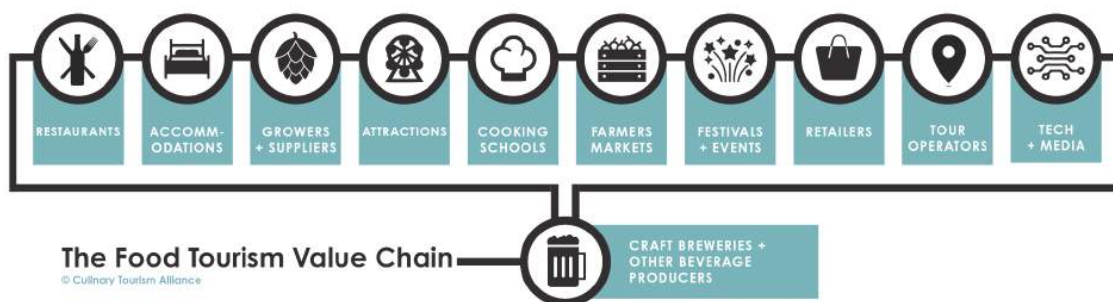 RESTAURANTS
ACCOMM-
ODATIONS
GROWERS
+ SUPPLIERS
ATTRACTIONS
COOKING
SCHOOLS
FARMERS
MARKETS
FESTIVALS
+ EVENTS
RETAILERS
TOUR
OPERATORS
TECH
+ MEDIA
The Food Tourism Value Chain
© Culinary Tourism Alliance
CRAFT BREWERIES +
OTHER BEVERAGE
PRODUCERS